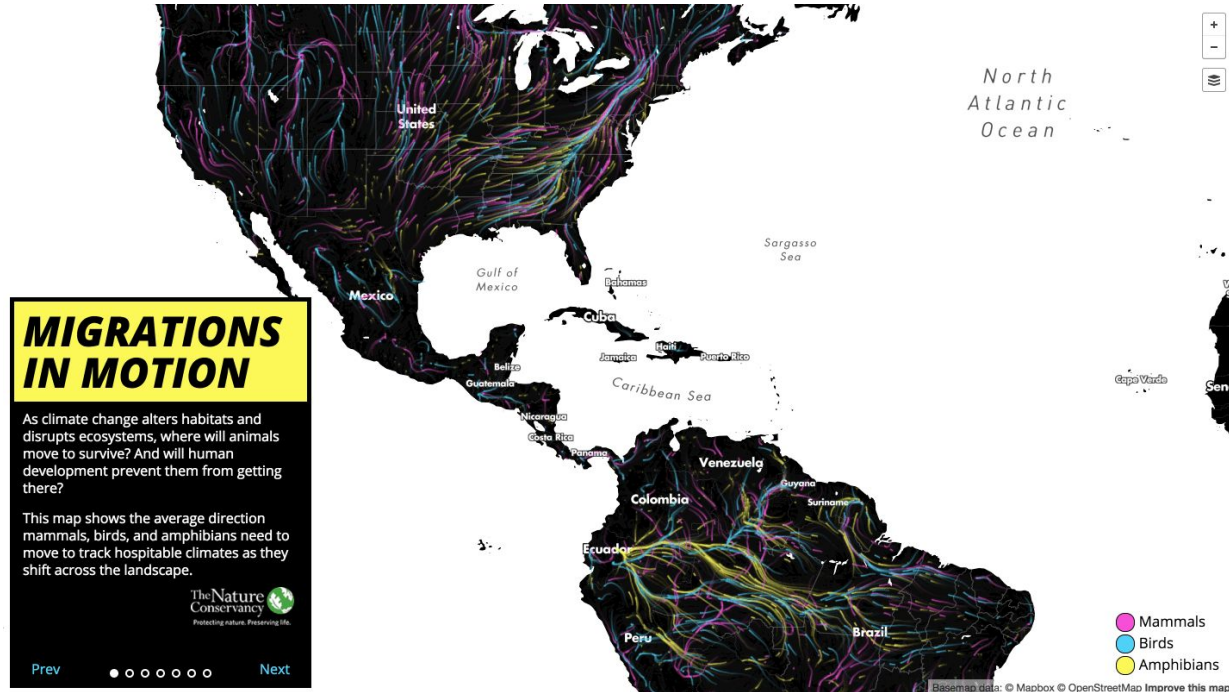 +
−
North
Atlantic
Ocean
United
States
Sargasso
Sea
Gulf of
Mexico
Bahamas
Mexico
Cuba
Haiti
Jamaica
Puerto Rico
Belize
Caribbean Sea
Guatemala
Cape Verde
Sen
Nicaragua
Costa Rica
Panama
Venezuela
Guyana
Colombia
Suriname
Ecuador
Peru
Brazil
MIGRATIONS
IN MOTION
As climate change alters habitats and
disrupts ecosystems, where will animals
move to survive? And will human
development prevent them from getting
there?
This map shows the average direction
mammals, birds, and amphibians need to
move to track hospitable climates as they
shift across the landscape.
The Nature
Conservancy
Protecting nature. Preserving life.
Prev
Next
Mammals
Birds
Amphibians
Basemap data: © Mapbox © OpenStreetMap Improve this map